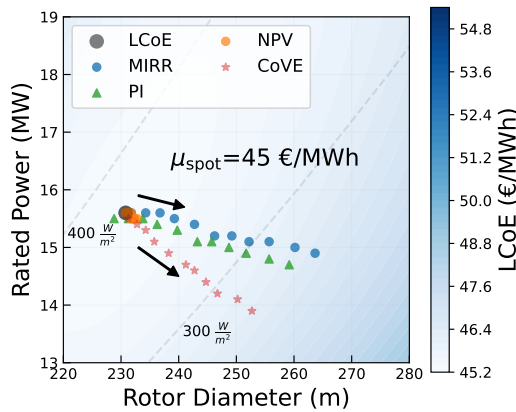 19
18
17
16
15
14
13
Rated Power (MW)
LCoE
MIRR
PI
NPV
CoVE
μspot=45 €/MWh
400 W/m²
300 W/m²
220 230 240 250 260 270 280
Rotor Diameter (m)
54.8
53.6
52.4
51.2
50.0
48.8
47.6
46.4
45.2
LCoE (€/MWh)